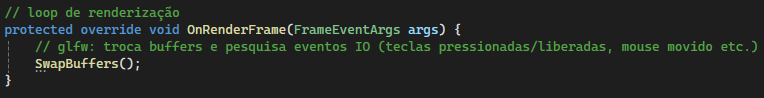 // loop de renderização
protected override void OnRenderFrame(FrameEventArgs args) {
// glfw: troca buffers e pesquisa eventos IO (teclas pressionadas/liberadas, mouse movido etc.)
SwapBuffers();
}